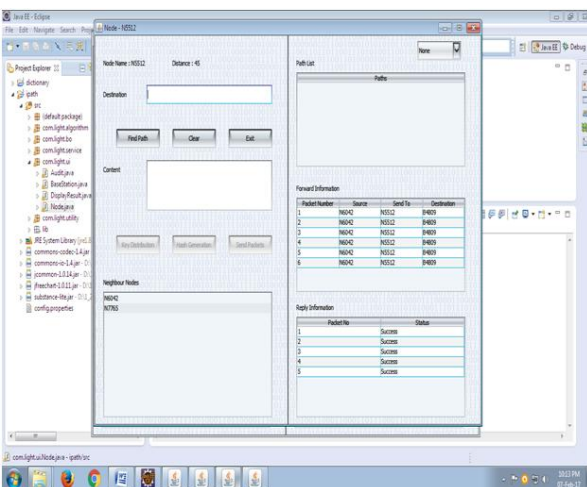 Java EE - Eclipse
File Edit Navigate Search
Node - N5512
Java EE
Debug
Project Explorer
dictionary
ipath
src
(default package)
com.light.algorithm
com.light.bo
com.light.service
com.light.ui
Audit.java
BaseStation.java
DisplayResult.java
Node.java
com.light.utility
lib
JRE System Library
commons-codec-1.4.jar
commons-io-1.4.jar
jcommon-1.0.14.jar
jfreechart-1.0.11.jar
substance-lite.jar
config.properties
Node Name : N5512 Distance : 45
Destination
Find Path Clear Exit
Content
Key Distribution Hash Generation Send Packets
Neighbour Nodes
N6042
N7765
None
Path List
Paths
Forward Information
Packet Number Source Send To Destination
1 N6042 N5512 B4809
2 N6042 N5512 B4809
3 N6042 N5512 B4809
4 N6042 N5512 B4809
5 N6042 N5512 B4809
6 N6042 N5512 B4809
Reply Information
Packet No Status
1 Success
2 Success
3 Success
4 Success
5 Success
com.light.ui.Node.java - ipath/src
10:53 PM
07-Feb-17